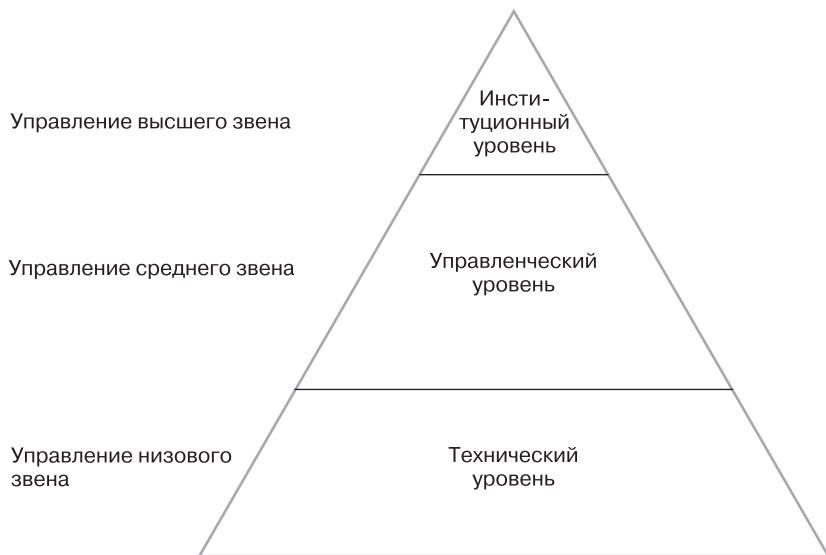 Управление высшего звена
Инсти-
туционный
уровень
Управление среднего звена
Управленческий
уровень
Управление низового
звена
Технический
уровень